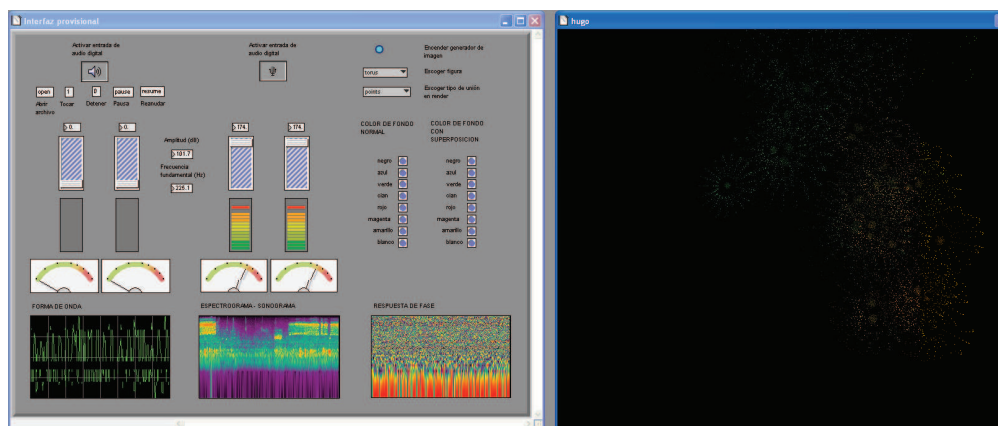 Interfaz provisional
hugo
Activar entrada de
audio digital
Activar entrada de
audio digital
Encender generador de
imagen
torus
Escoger figura
points
Escoger tipo de unión
en render
open
1
0
pause
resume
Abrir
archivo
Tocar
Detener
Pausa
Reanudar
0.
0.
174.
174.
Amplitud (dB)
101.7
Frecuencia
fundamental (Hz)
225.1
COLOR DE FONDO
NORMAL
COLOR DE FONDO
CON
SUPERPOSICION
negro
negro
azul
azul
verde
verde
cian
cian
rojo
rojo
magenta
magenta
amarillo
amarillo
blanco
blanco
FORMA DE ONDA
ESPECTROGRAMA - SONOGRAMA
RESPUESTA DE FASE